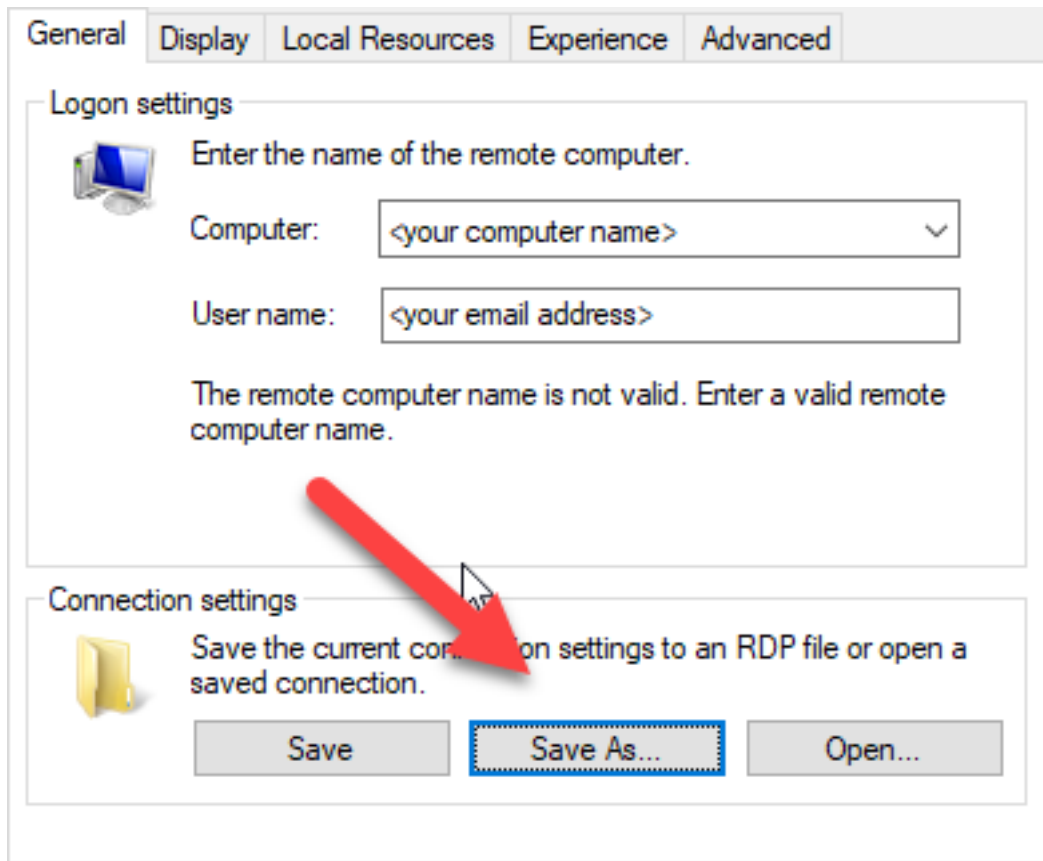 General Display Local Resources Experience Advanced
Logon settings
Enter the name of the remote computer.
Computer: <your computer name>
User name: <your email address>
The remote computer name is not valid. Enter a valid remote
computer name.
Connection settings
Save the current on settings to an RDP file or open a
saved connection.
Save Save As... Open...